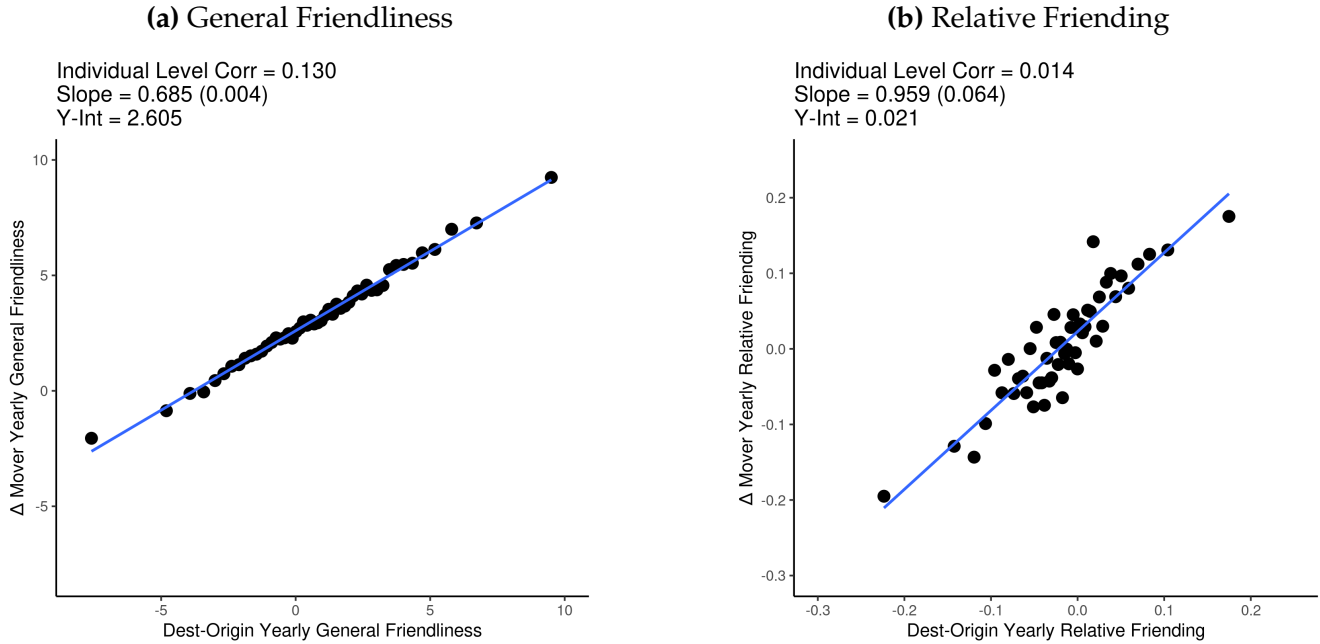 (a) General Friendliness
Individual Level Corr = 0.130
Slope = 0.685 (0.004)
Y-Int = 2.605
Δ Mover Yearly General Friendliness
10
5
0
-5
-5 0 5 10
Dest-Origin Yearly General Friendliness
(b) Relative Friending
Individual Level Corr = 0.014
Slope = 0.959 (0.064)
Y-Int = 0.021
Δ Mover Yearly Relative Friending
0.2
0.1
0.0
-0.1
-0.2
-0.3
-0.3 -0.2 -0.1 0.0 0.1 0.2
Dest-Origin Yearly Relative Friending